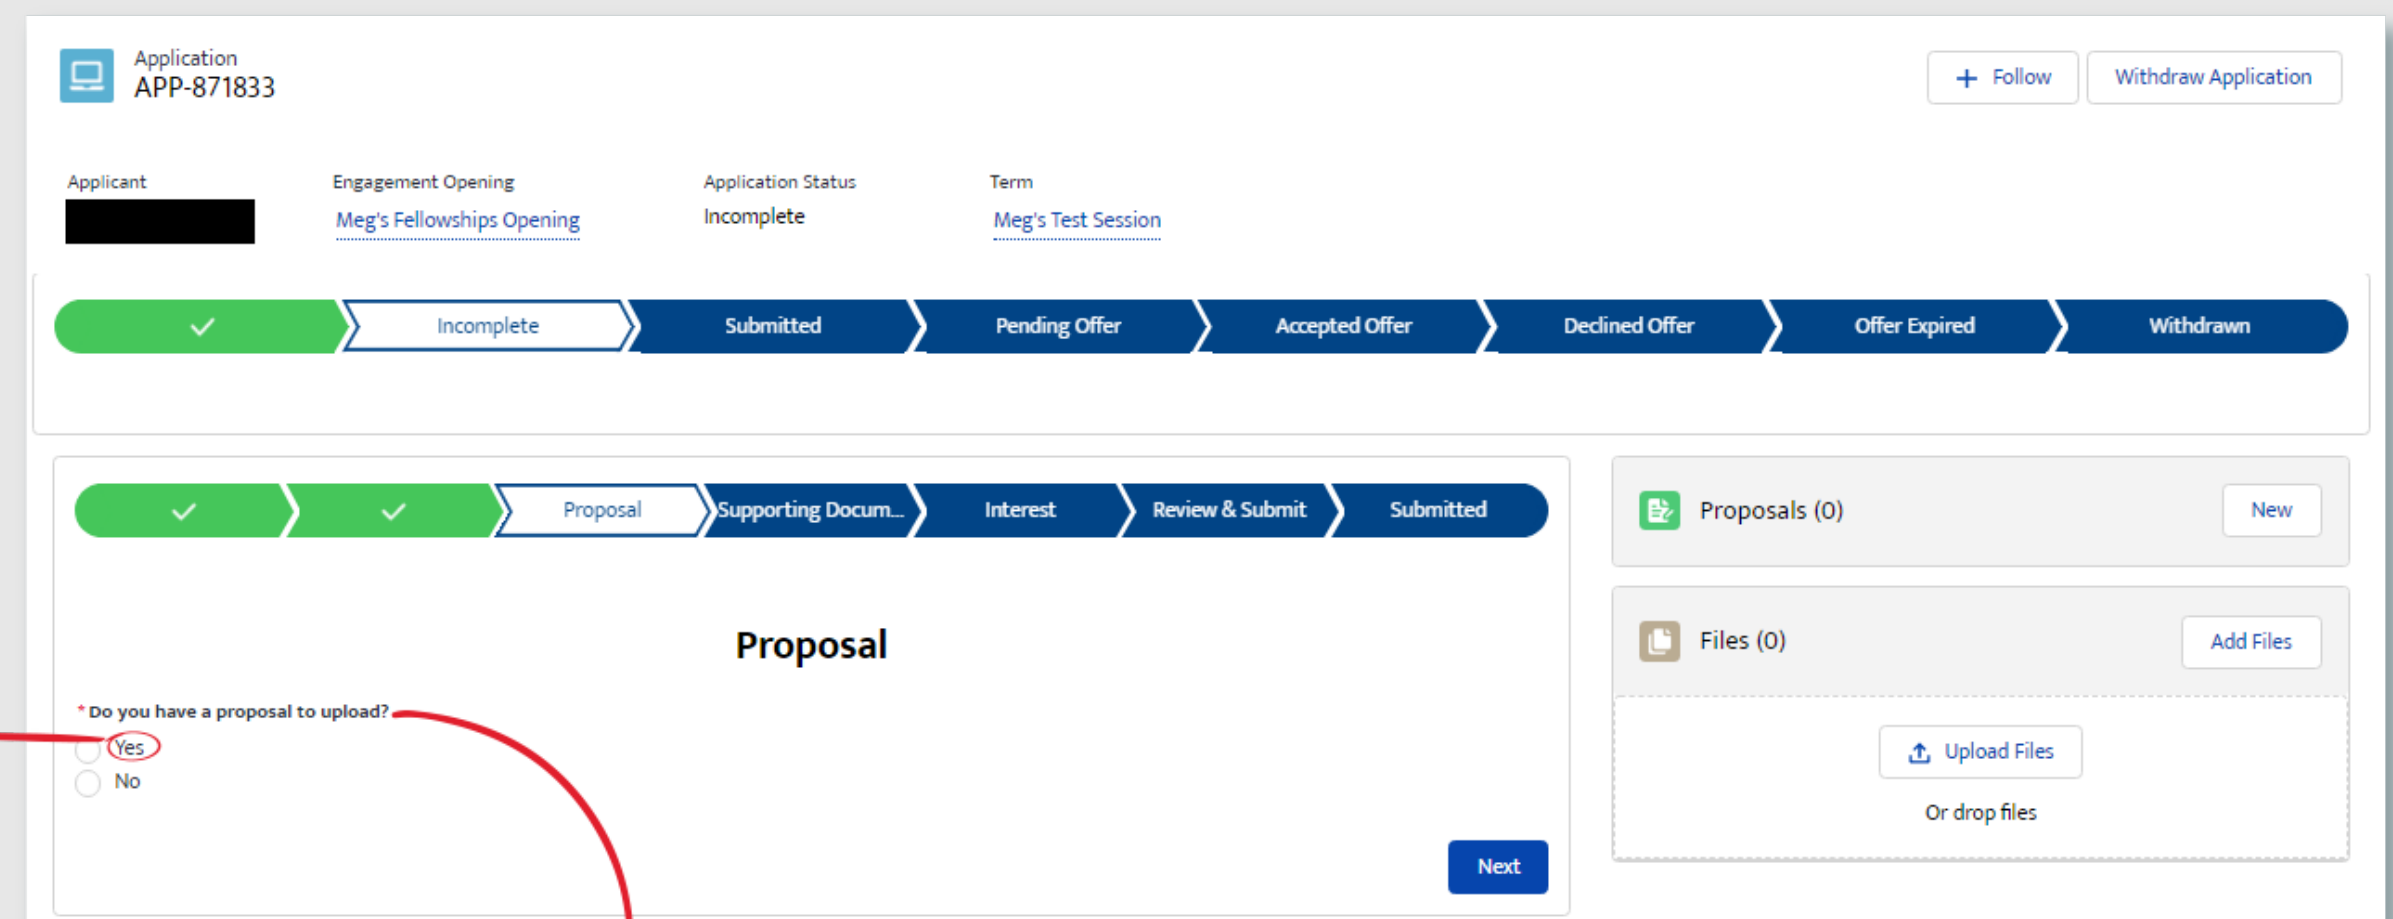 Application
APP-871833
Follow
Withdraw Application
Applicant
Engagement Opening
Application Status
Term
Meg's Fellowships Opening
Incomplete
Meg's Test Session
Incomplete
Submitted
Pending Offer
Accepted Offer
Declined Offer
Offer Expired
Withdrawn
Proposal
Supporting Docum...
Interest
Review & Submit
Submitted
Proposal
* Do you have a proposal to upload?
Yes
No
Next
Proposals (0)
New
Files (0)
Add Files
Upload Files
Or drop files